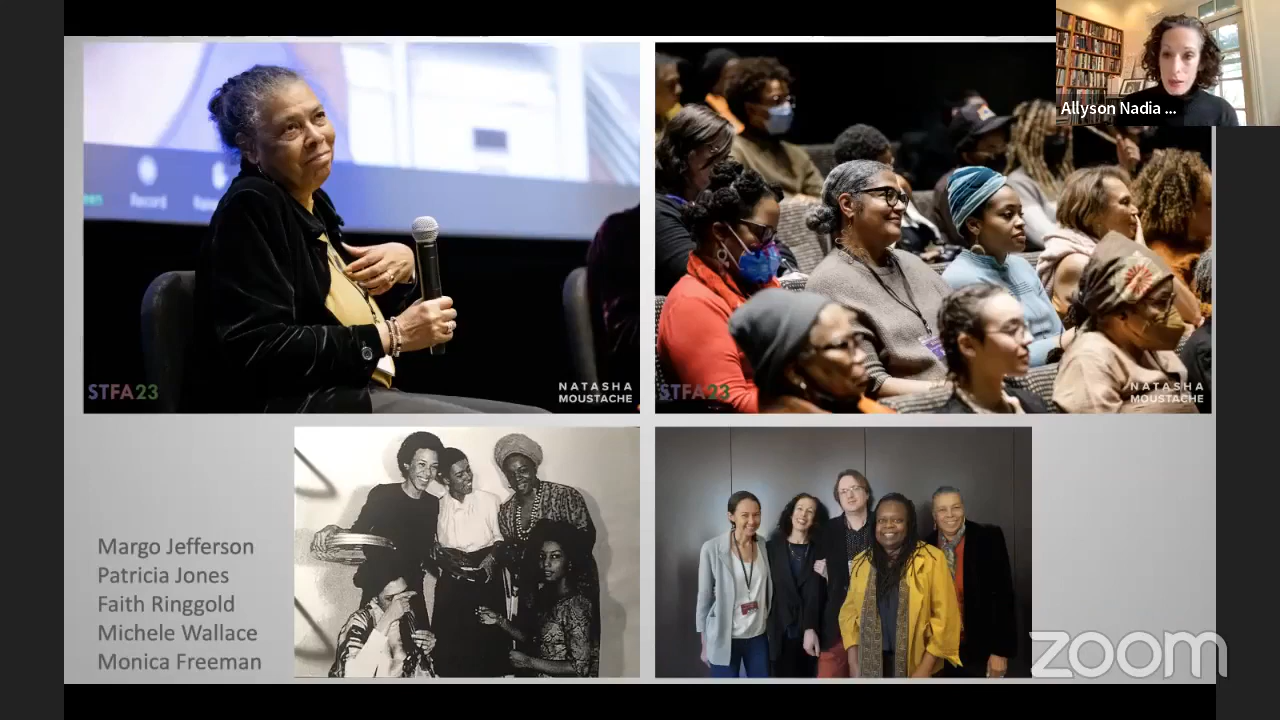 Allyson Nadia ...
Record
STFA23
NATASHA
MOUSTACHE
STFA23
NATASHA
MOUSTACHE
Margo Jefferson
Patricia Jones
Faith Ringgold
Michele Wallace
Monica Freeman
zoom